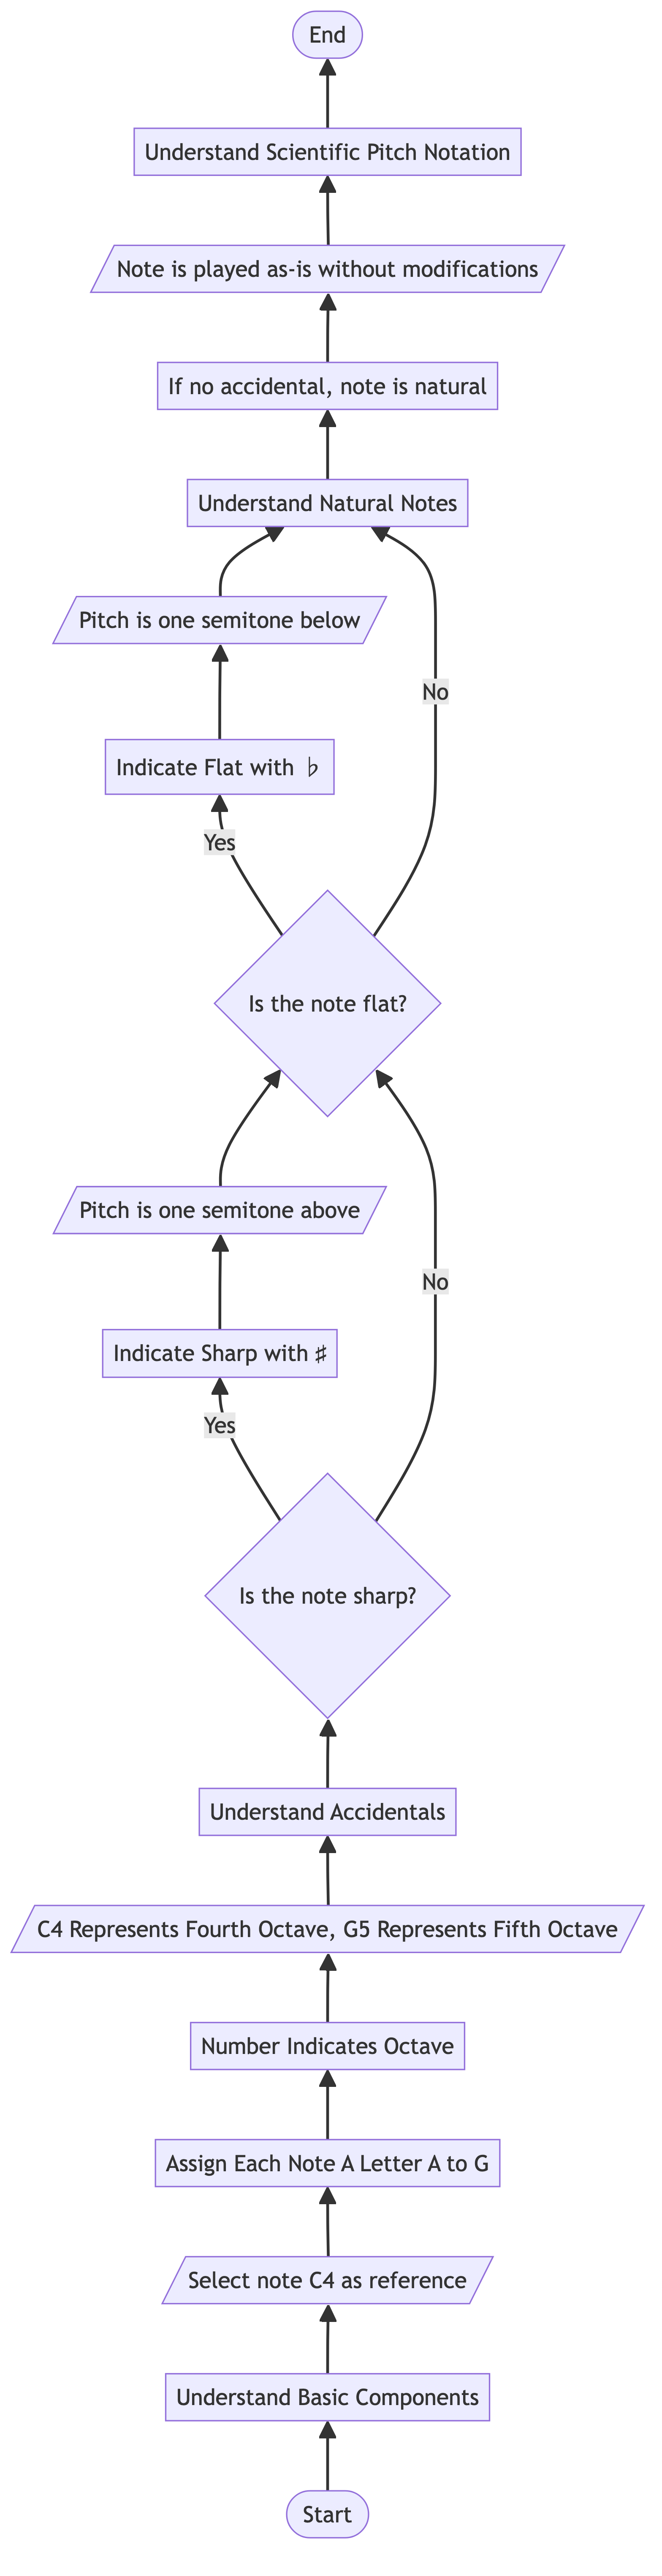 End
Understand Scientific Pitch Notation
Note is played as-is without modifications
If no accidental, note is natural
Understand Natural Notes
Pitch is one semitone below
No
Indicate Flat with ♭
Yes
Is the note flat?
Pitch is one semitone above
No
Indicate Sharp with ♯
Yes
Is the note sharp?
Understand Accidentals
C4 Represents Fourth Octave, G5 Represents Fifth Octave
Number Indicates Octave
Assign Each Note A Letter A to G
Select note C4 as reference
Understand Basic Components
Start